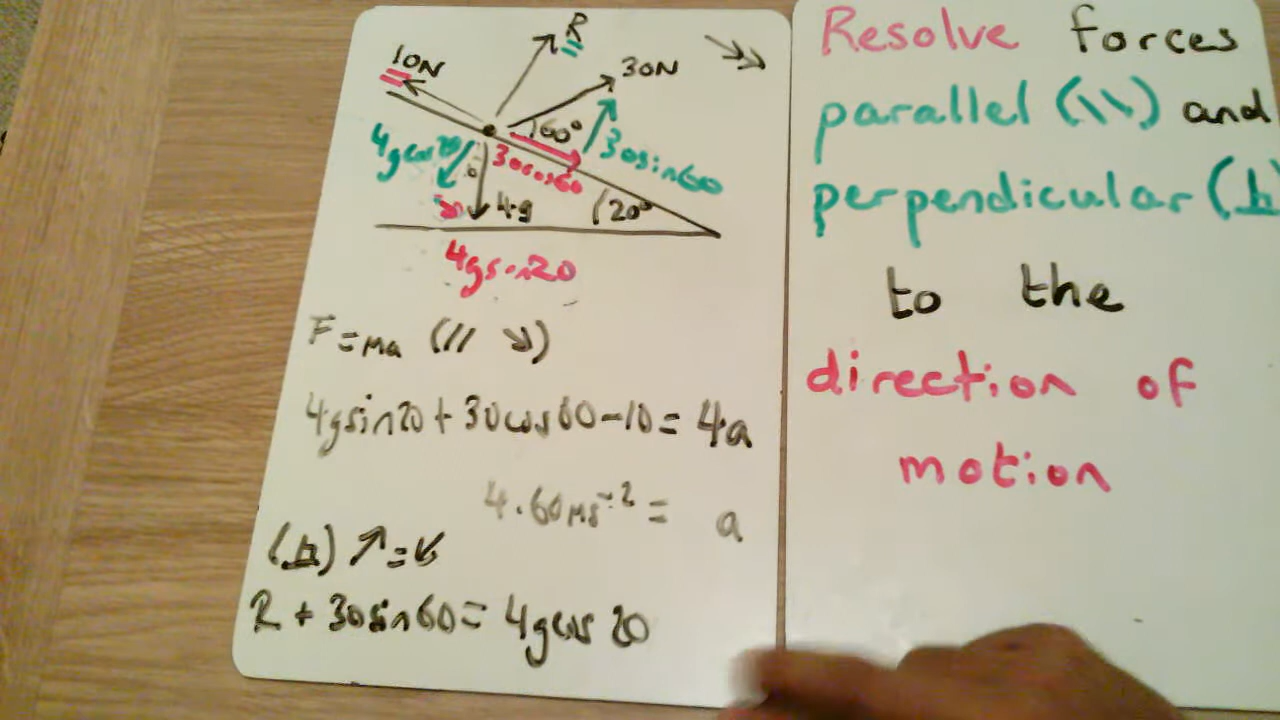 10N
R
30N
60°
4gcos20
30cos60
30sin60
4g
20°
4gsin20
F=ma (// ↘)
4gsin20 + 30cos60 - 10 = 4a
4.60ms⁻² = a
(⊥) ↗ = ↙
R + 30sin60 = 4gcos20
Resolve forces
parallel (\\) and
perpendicular (⊥)
to the
direction of
motion